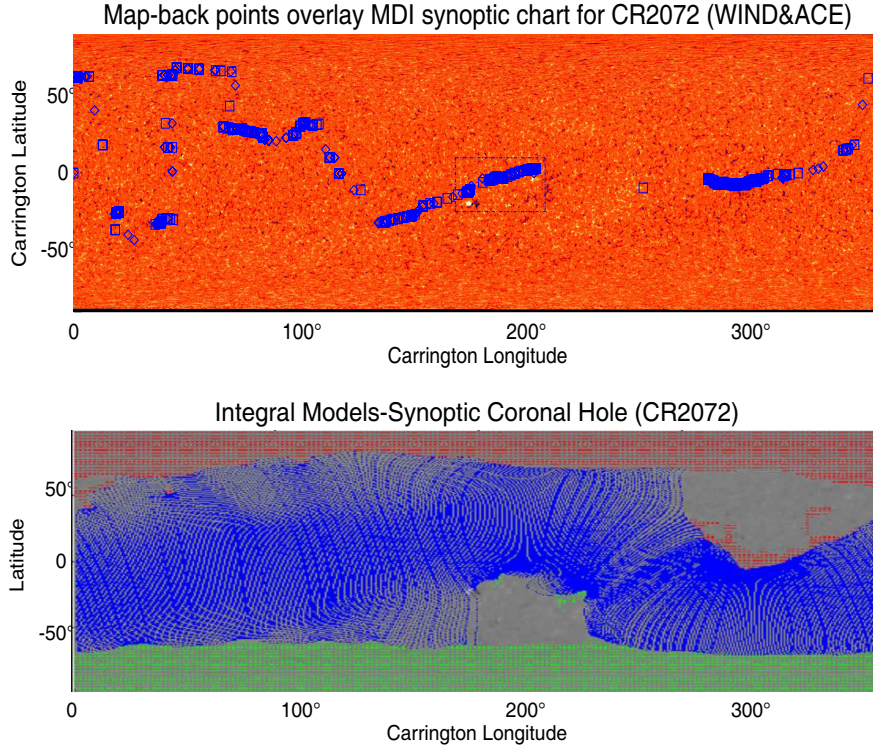 Map-back points overlay MDI synoptic chart for CR2072 (WIND&ACE)
50°
0
-50°
Carrington Latitude
0
100°
200°
300°
Carrington Longitude
Integral Models-Synoptic Coronal Hole (CR2072)
50°
0
-50°
Latitude
0
100°
200°
300°
Carrington Longitude